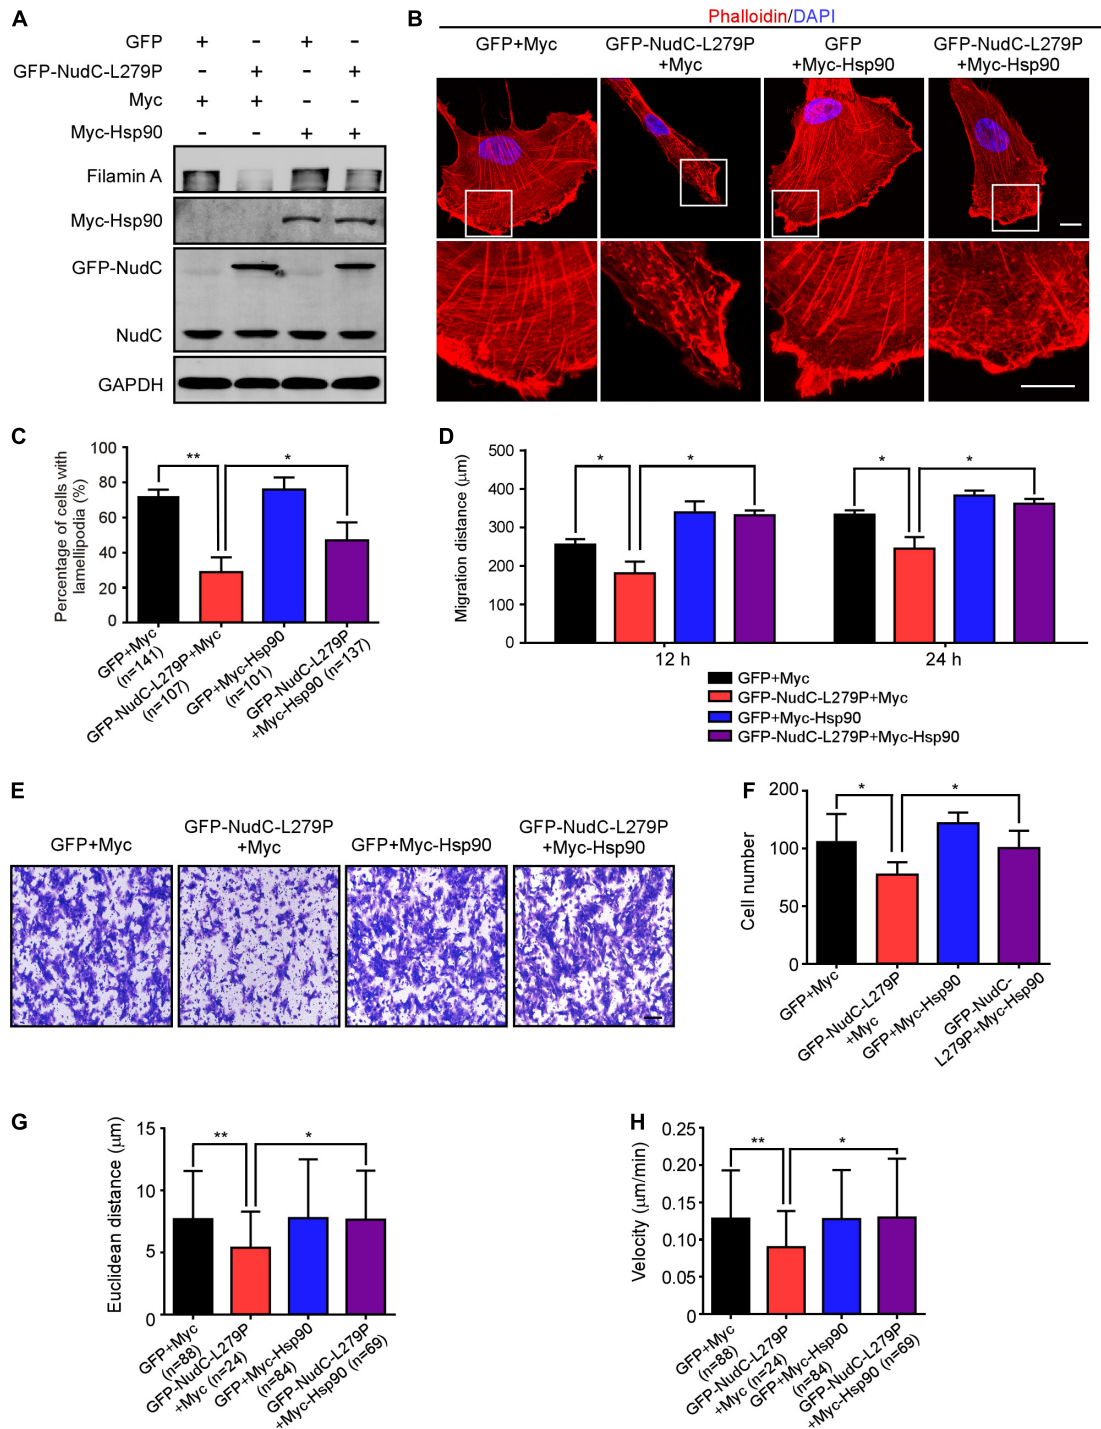 A
GFP + - + -
GFP-NudC-L279P - + - +
Myc + + - -
Myc-Hsp90 - - + +
Filamin A
Myc-Hsp90
GFP-NudC
NudC
GAPDH
B
Phalloidin/DAPI
GFP+Myc
GFP-NudC-L279P
+Myc
GFP
+Myc-Hsp90
GFP-NudC-L279P
+Myc-Hsp90
C
Percentage of cells with
lamellipodia (%)
100
80
60
40
20
0
**
*
GFP+Myc
(n=141)
GFP-NudC-L279P+Myc
(n=107)
GFP+Myc-Hsp90
(n=101)
GFP-NudC-L279P
+Myc-Hsp90 (n=137)
D
Migration distance (μm)
500
400
300
200
100
0
*
*
*
*
12 h
24 h
GFP+Myc
GFP-NudC-L279P+Myc
GFP+Myc-Hsp90
GFP-NudC-L279P+Myc-Hsp90
E
GFP+Myc
GFP-NudC-L279P
+Myc
GFP+Myc-Hsp90
GFP-NudC-L279P
+Myc-Hsp90
F
Cell number
200
100
50
0
*
*
GFP+Myc
GFP-NudC-L279P
+Myc
GFP+Myc-Hsp90
GFP-NudC-
L279P+Myc-Hsp90
G
Euclidean distance (μm)
15
10
5
0
**
*
GFP+Myc
(n=88)
GFP-NudC-L279P
+Myc (n=24)
GFP+Myc-Hsp90
(n=84)
GFP-NudC-L279P
+Myc-Hsp90 (n=69)
H
Velocity (μm/min)
0.25
0.20
0.15
0.10
0.05
0
**
*
GFP+Myc
(n=88)
GFP-NudC-L279P
+Myc (n=24)
GFP+Myc-Hsp90
(n=84)
GFP-NudC-L279P
+Myc-Hsp90 (n=69)